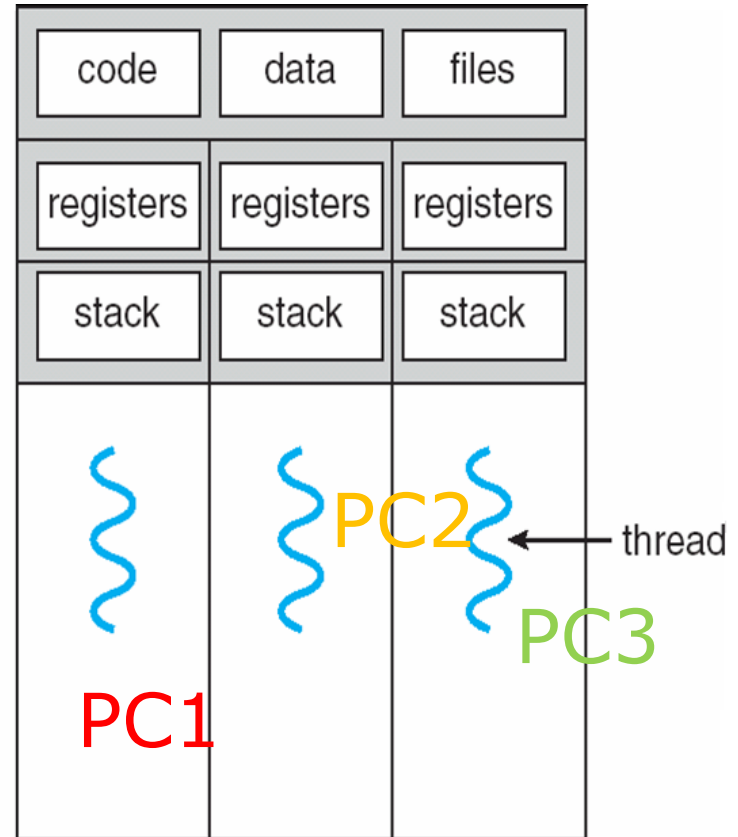 code data files
registers registers registers
stack stack stack
PC2
thread
PC3
PC1